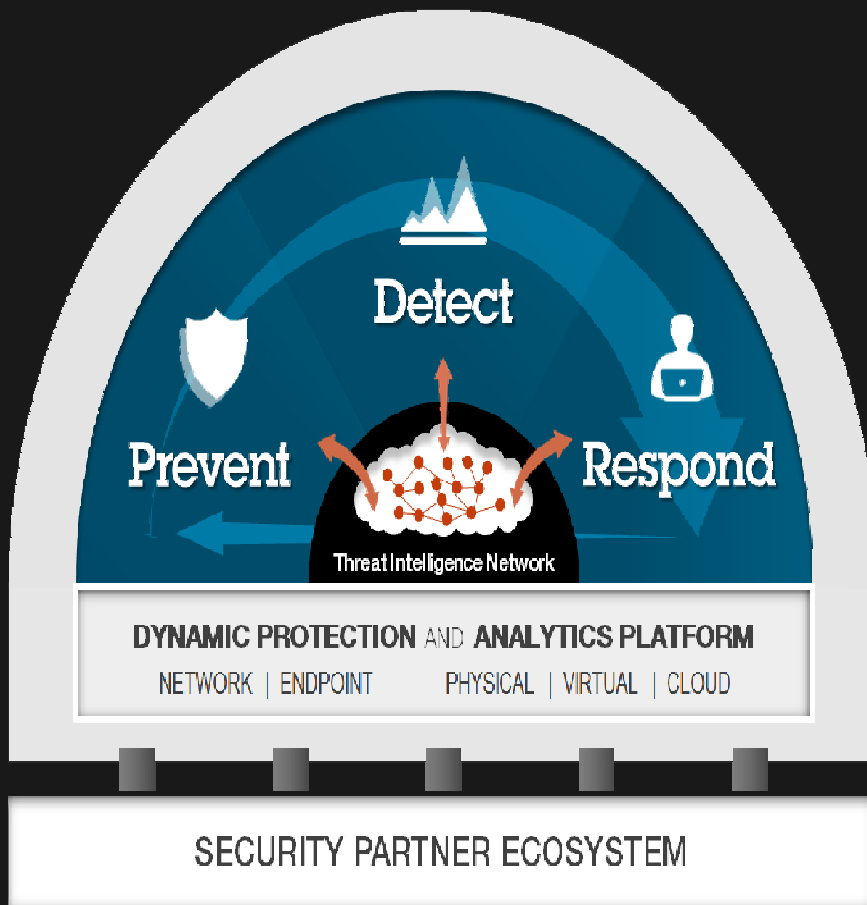 Detect
Prevent
Respond
Threat Intelligence Network
DYNAMIC PROTECTION AND ANALYTICS PLATFORM
NETWORK | ENDPOINT PHYSICAL | VIRTUAL | CLOUD
SECURITY PARTNER ECOSYSTEM